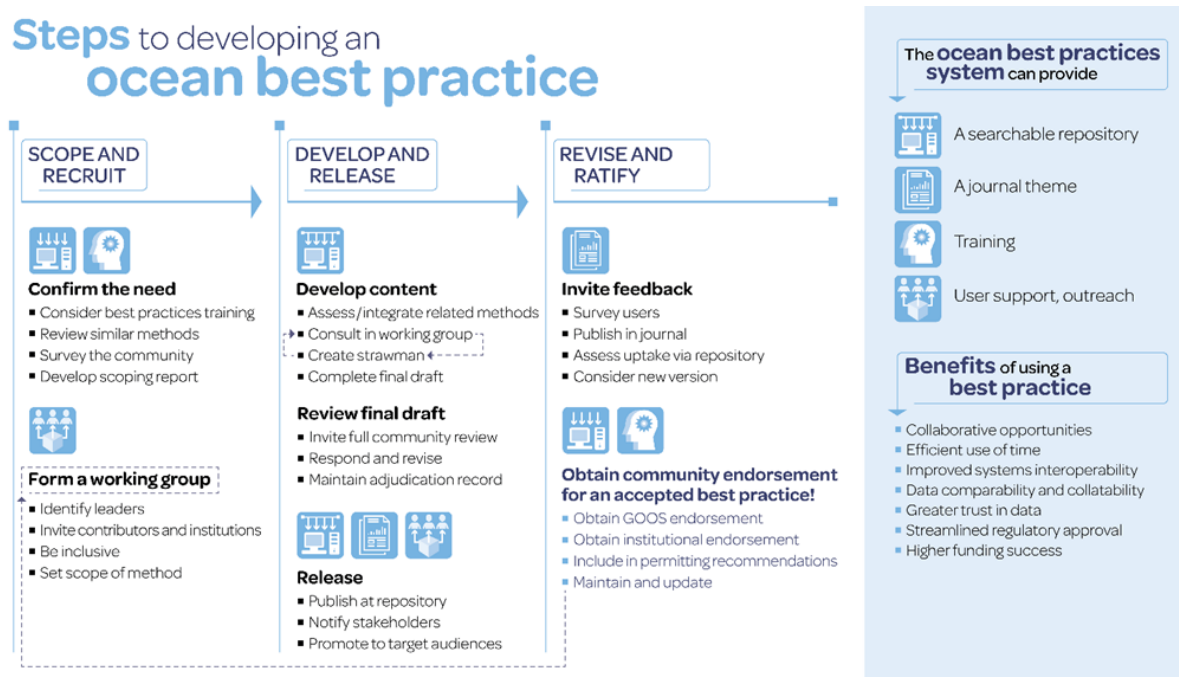 Steps to developing an
ocean best practice
SCOPE AND
RECRUIT
Confirm the need
▪ Consider best practices training
▪ Review similar methods
▪ Survey the community
▪ Develop scoping report
Form a working group
▪ Identify leaders
▪ Invite contributors and institutions
▪ Be inclusive
▪ Set scope of method
DEVELOP AND
RELEASE
Develop content
▪ Assess/integrate related methods
▪ Consult in working group
▪ Create strawman
▪ Complete final draft
Review final draft
▪ Invite full community review
▪ Respond and revise
▪ Maintain adjudication record
Release
▪ Publish at repository
▪ Notify stakeholders
▪ Promote to target audiences
REVISE AND
RATIFY
Invite feedback
▪ Survey users
▪ Publish in journal
▪ Assess uptake via repository
▪ Consider new version
Obtain community endorsement
for an accepted best practice!
▪ Obtain GOOS endorsement
▪ Obtain institutional endorsement
▪ Include in permitting recommendations
▪ Maintain and update
The ocean best practices
system can provide
A searchable repository
A journal theme
Training
User support, outreach
Benefits of using a
best practice
▪ Collaborative opportunities
▪ Efficient use of time
▪ Improved systems interoperability
▪ Data comparability and collatability
▪ Greater trust in data
▪ Streamlined regulatory approval
▪ Higher funding success